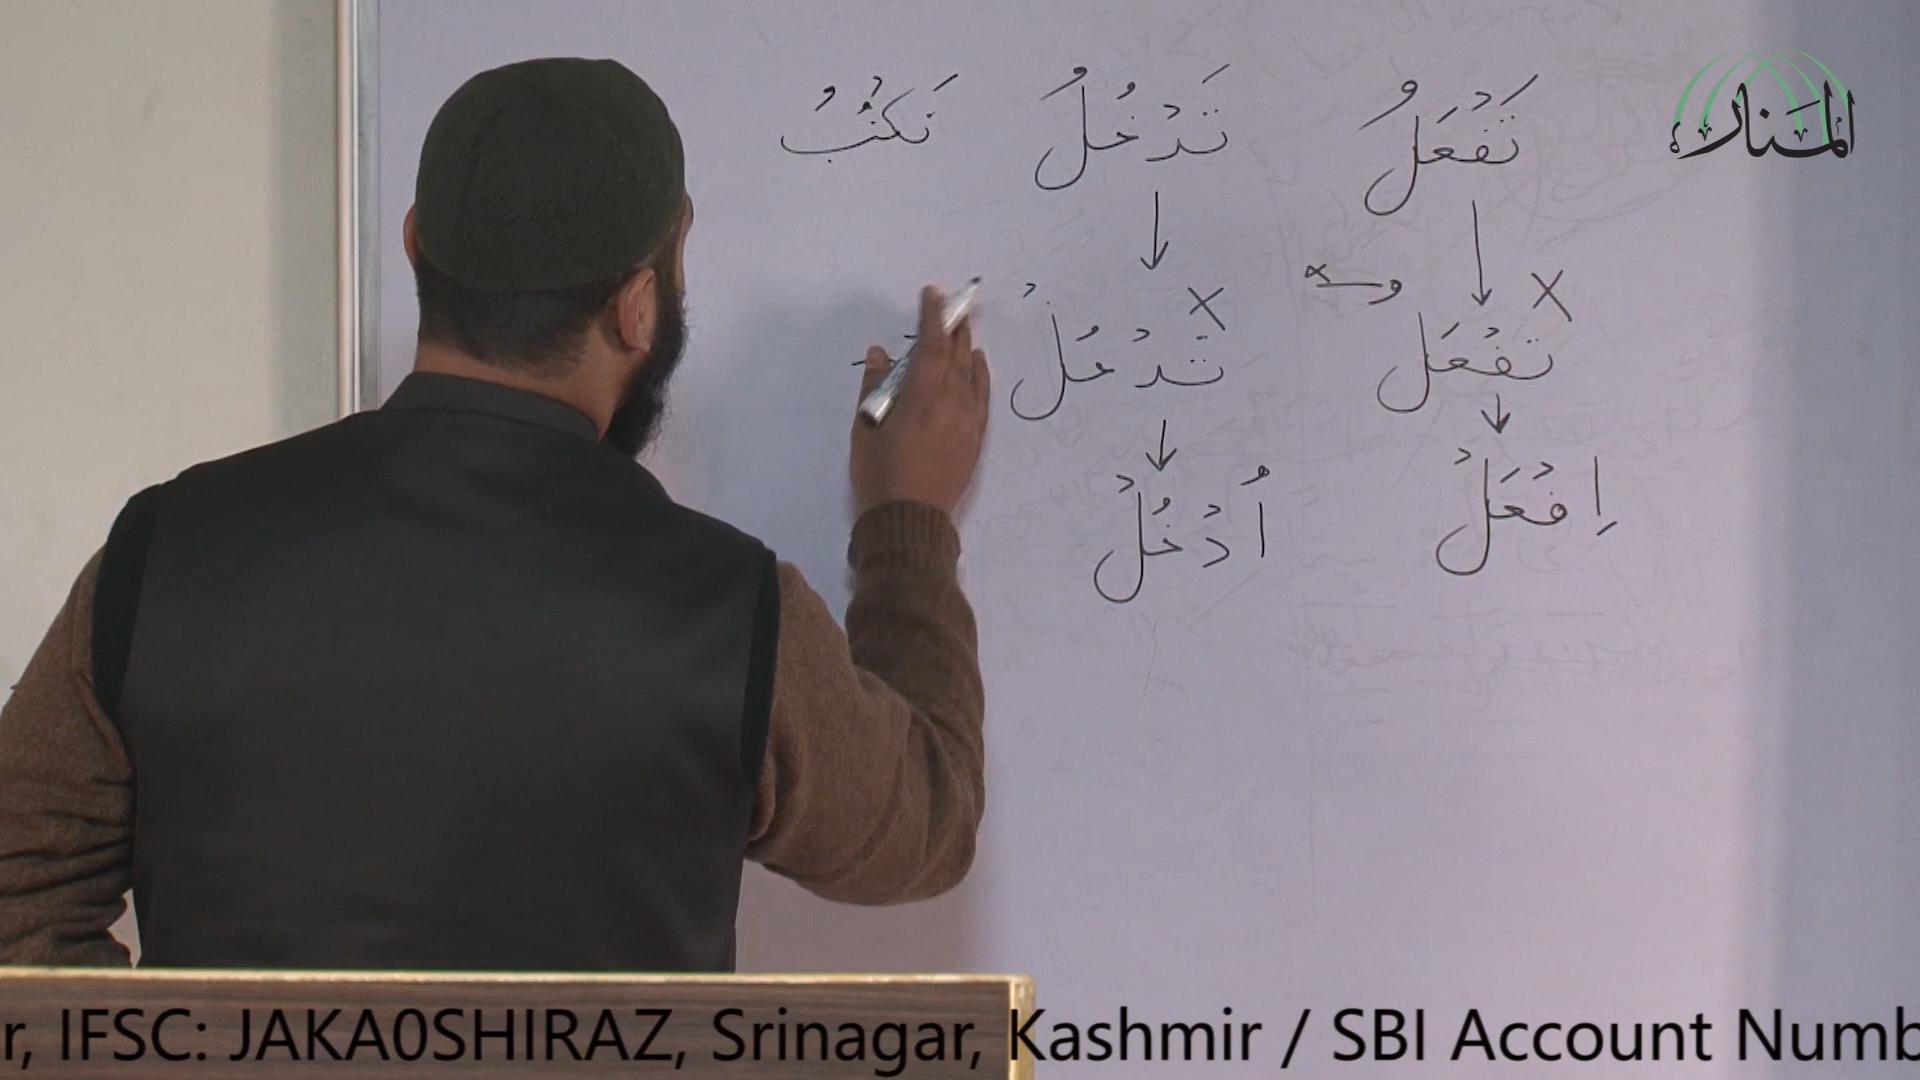 المنار
تَفْعَلُ تَدْخُلُ تَكْتُبُ
X و x X
تَفْعَل تَدْخُلْ
اِفْعَلْ اُدْخُلْ
r, IFSC: JAKA0SHIRAZ, Srinagar, Kashmir / SBI Account Numb